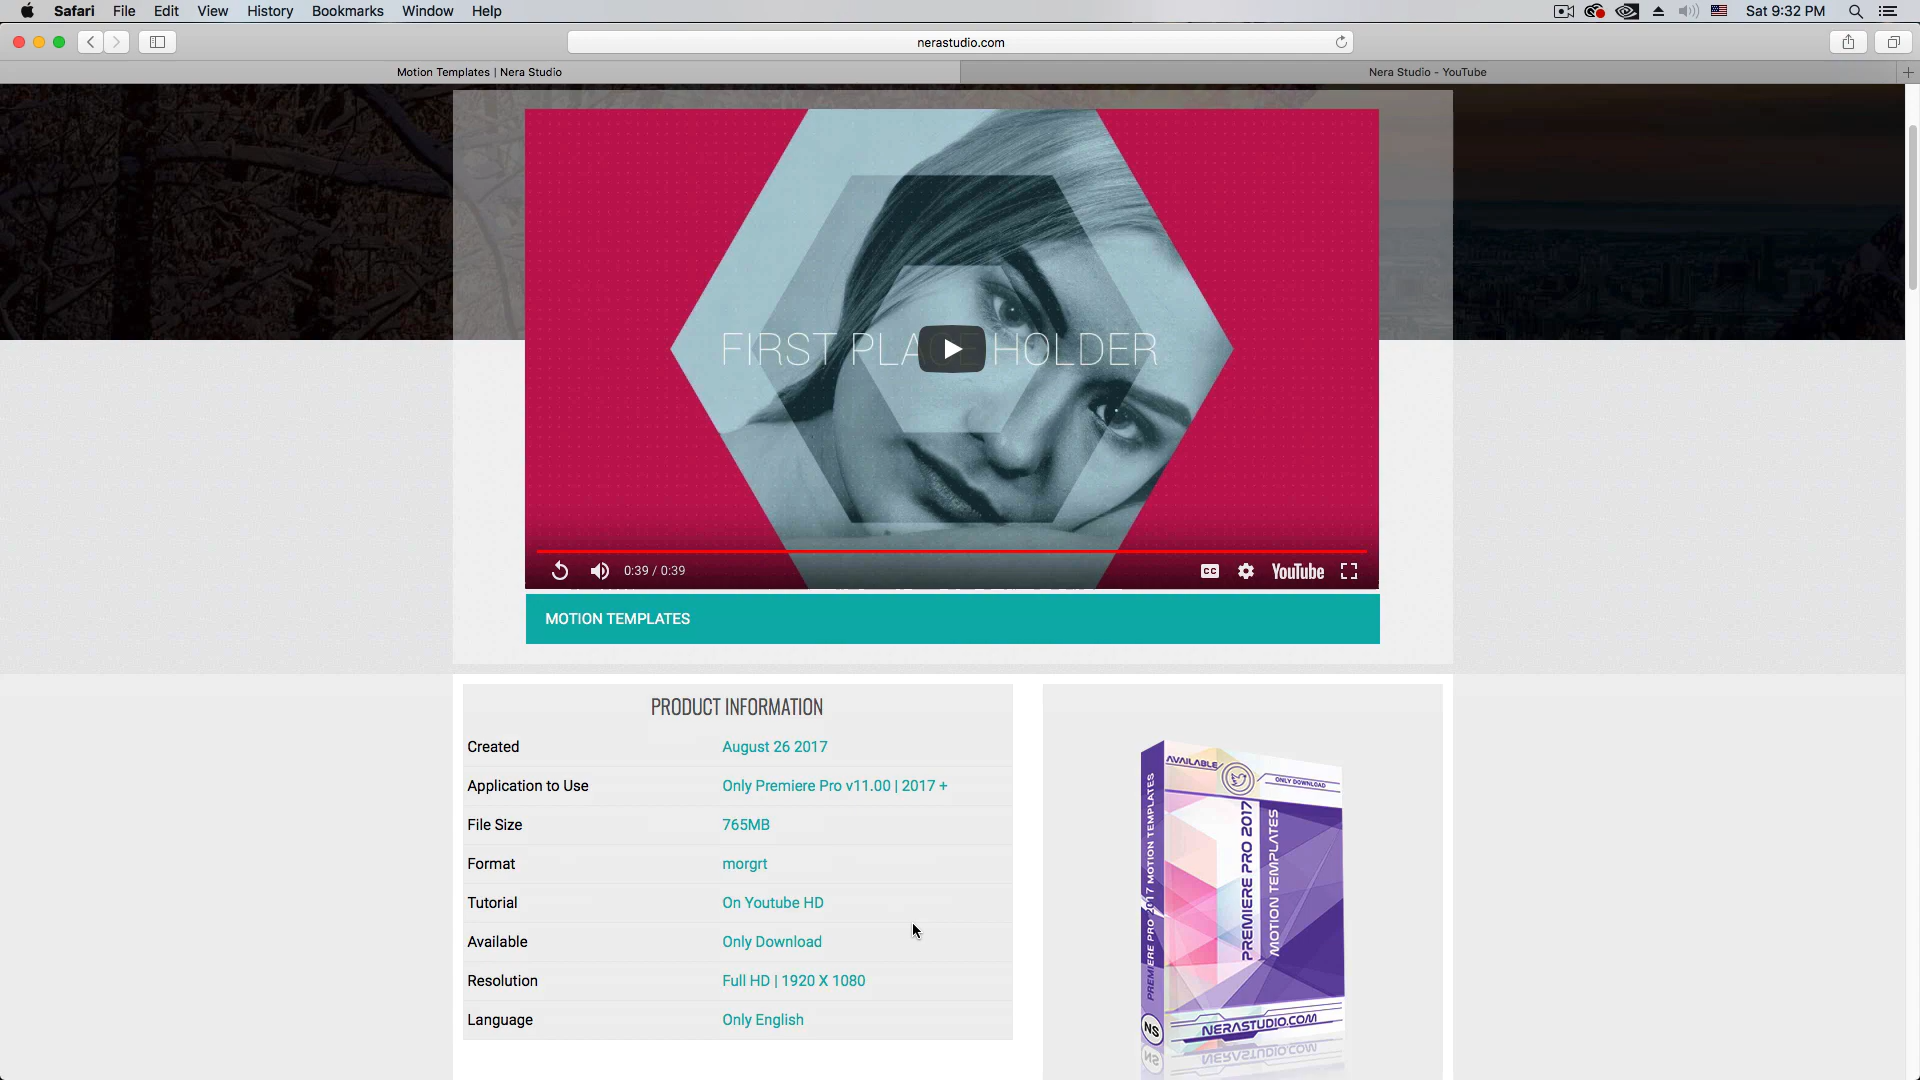 Safari File Edit View History Bookmarks Window Help
Sat 9:32 PM
nerastudio.com
Motion Templates | Nera Studio
Nera Studio - YouTube
FIRST PLA HOLDER
0:39 / 0:39
CC
YouTube
MOTION TEMPLATES
PRODUCT INFORMATION
Created August 26 2017
Application to Use Only Premiere Pro v11.00 | 2017 +
File Size 765MB
Format morgrt
Tutorial On Youtube HD
Available Only Download
Resolution Full HD | 1920 X 1080
Language Only English
AVAILABLE
ONLY DOWNLOAD
PREMIERE PRO 2017 MOTION TEMPLATES
PREMIERE PRO 2017
MOTION TEMPLATES
NS
NERASTUDIO.COM